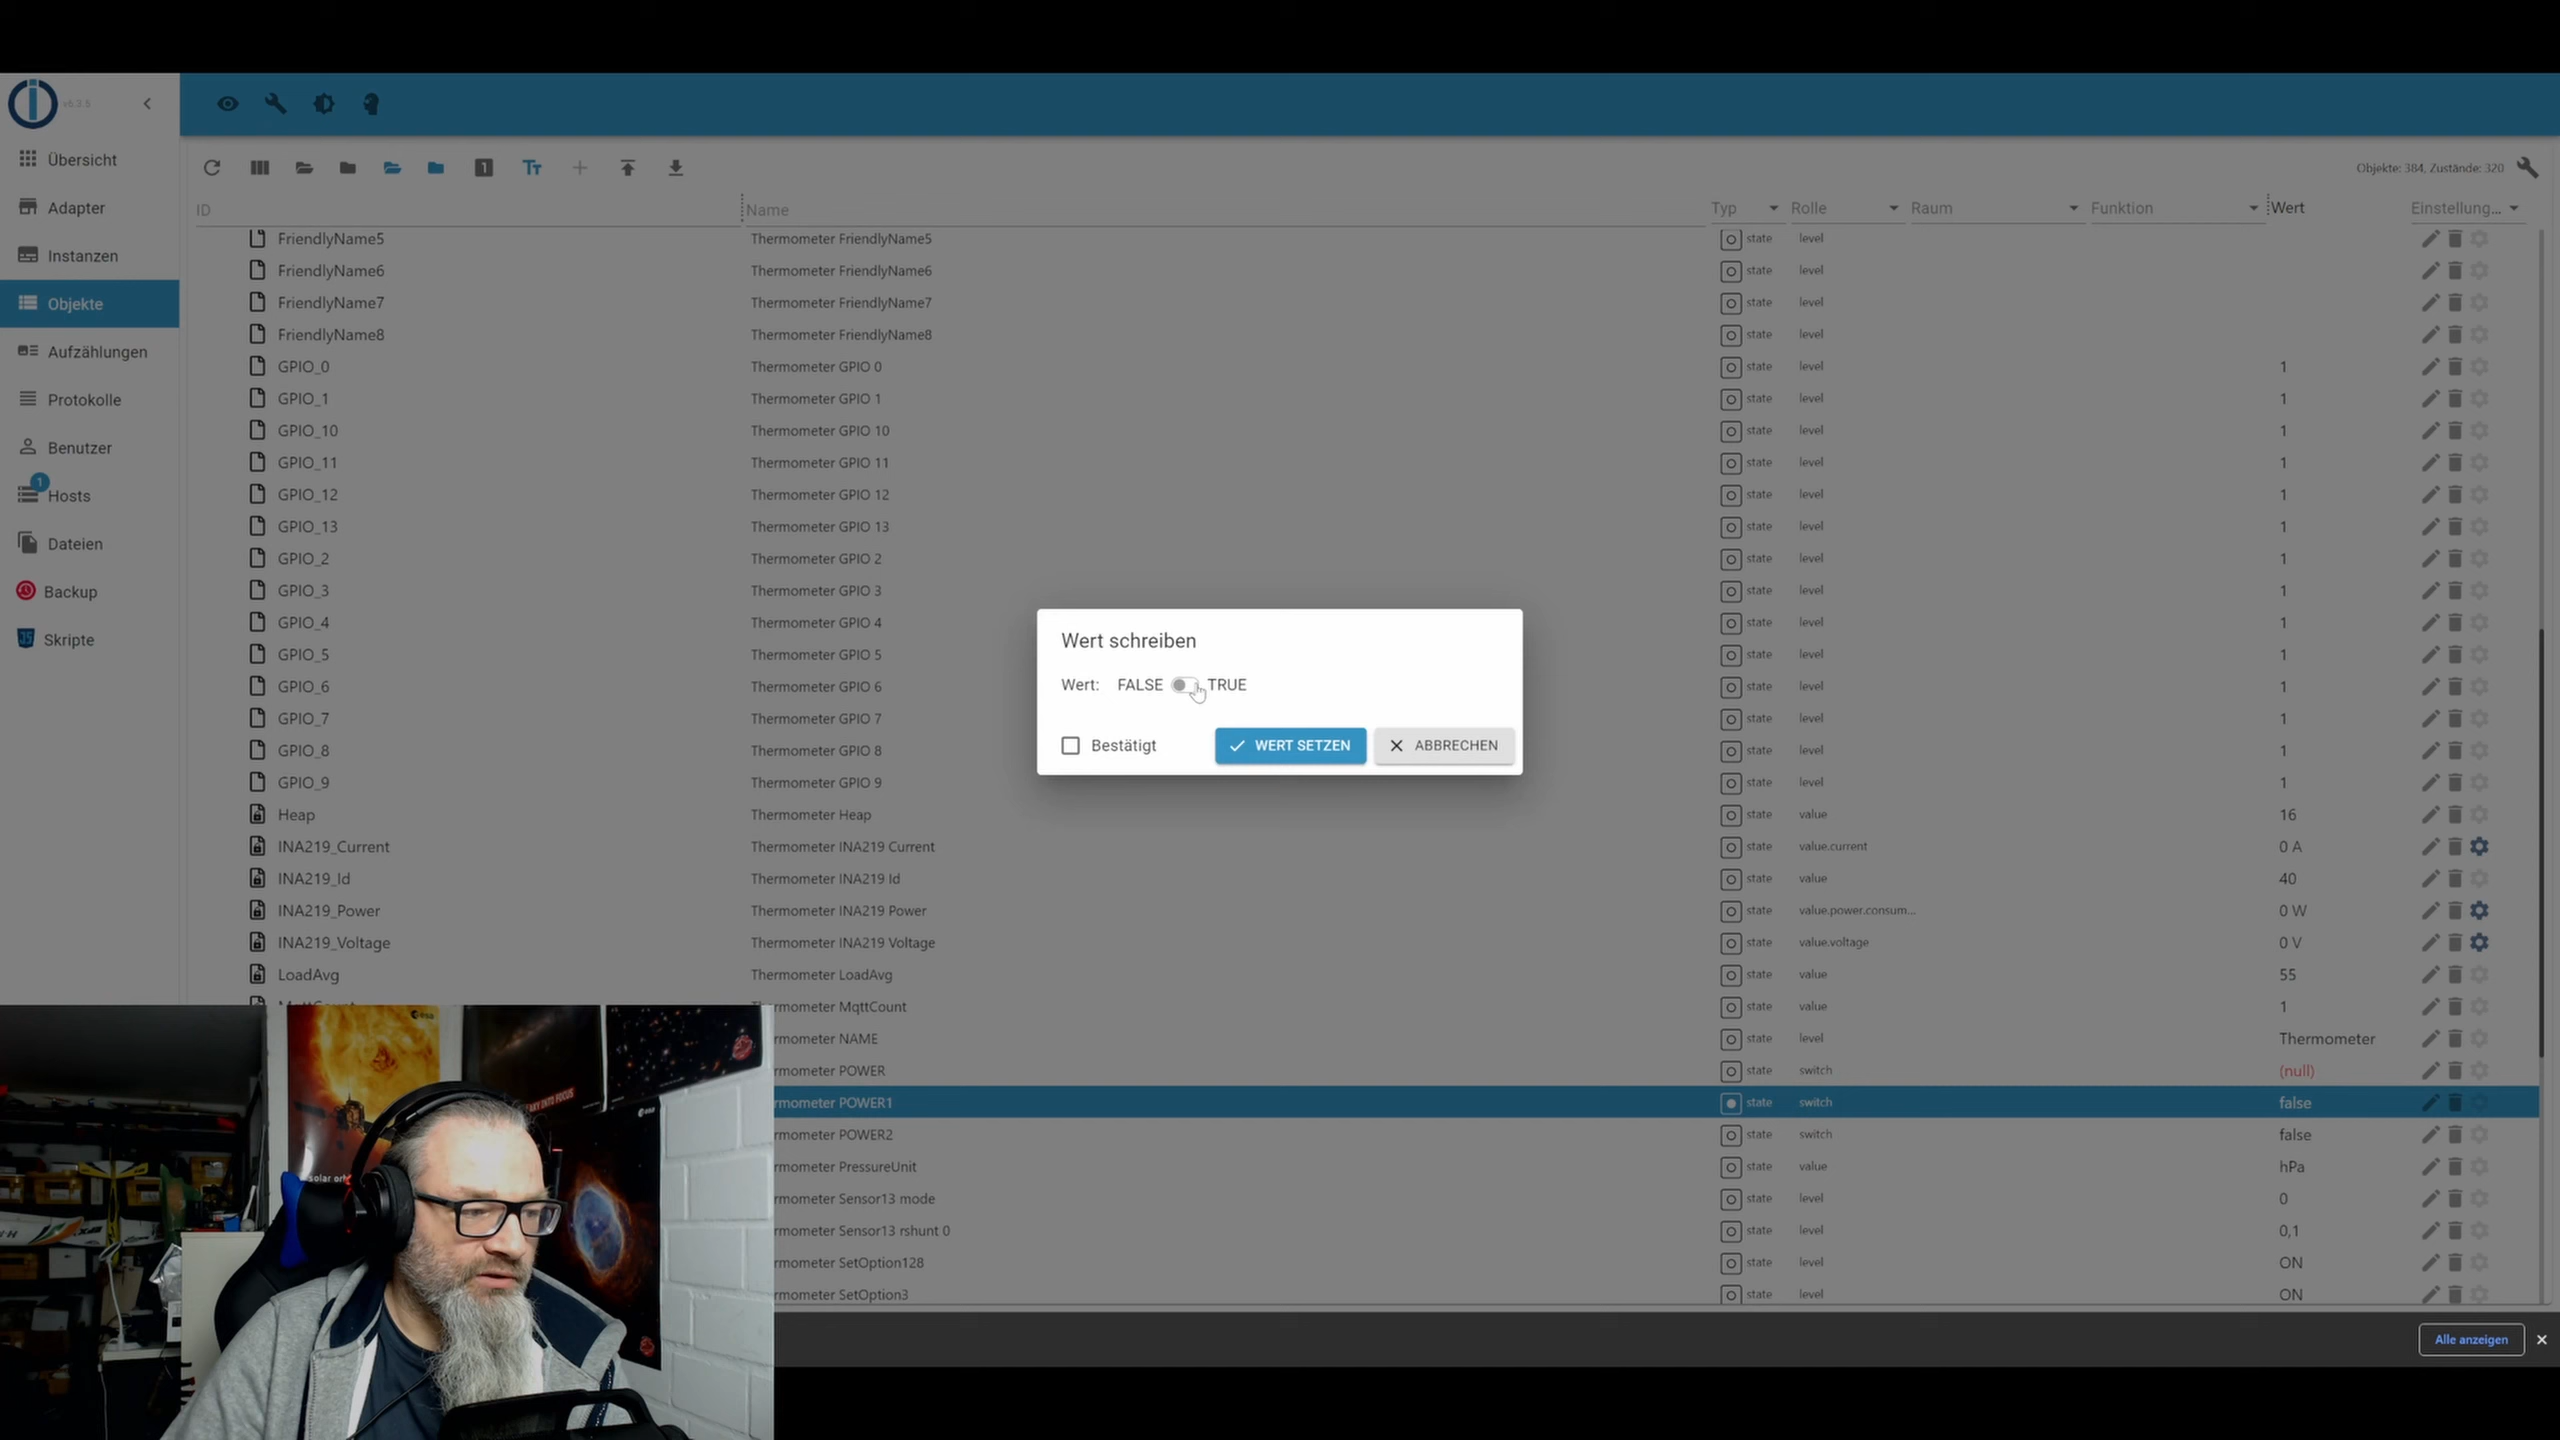 v6.3.5
Übersicht
Adapter
Instanzen
Objekte
Aufzählungen
Protokolle
Benutzer
1
Hosts
Dateien
Backup
Skripte
Objekte: 384, Zustände: 320
ID Name Typ Rolle Raum Funktion Wert Einstellung...
FriendlyName5 Thermometer FriendlyName5 state level
FriendlyName6 Thermometer FriendlyName6 state level
FriendlyName7 Thermometer FriendlyName7 state level
FriendlyName8 Thermometer FriendlyName8 state level
GPIO_0 Thermometer GPIO 0 state level 1
GPIO_1 Thermometer GPIO 1 state level 1
GPIO_10 Thermometer GPIO 10 state level 1
GPIO_11 Thermometer GPIO 11 state level 1
GPIO_12 Thermometer GPIO 12 state level 1
GPIO_13 Thermometer GPIO 13 state level 1
GPIO_2 Thermometer GPIO 2 state level 1
GPIO_3 Thermometer GPIO 3 state level 1
GPIO_4 Thermometer GPIO 4 state level 1
GPIO_5 Thermometer GPIO 5 state level 1
GPIO_6 Thermometer GPIO 6 state level 1
GPIO_7 Thermometer GPIO 7 state level 1
GPIO_8 Thermometer GPIO 8 state level 1
GPIO_9 Thermometer GPIO 9 state level 1
Heap Thermometer Heap state value 16
INA219_Current Thermometer INA219 Current state value.current 0 A
INA219_Id Thermometer INA219 Id state value 40
INA219_Power Thermometer INA219 Power state value.power.consum... 0 W
INA219_Voltage Thermometer INA219 Voltage state value.voltage 0 V
LoadAvg Thermometer LoadAvg state value 55
Thermometer MqttCount state value 1
rmometer NAME state level Thermometer
rmometer POWER state switch (null)
rmometer POWER1 state switch false
rmometer POWER2 state switch false
rmometer PressureUnit state value hPa
rmometer Sensor13 mode state level 0
rmometer Sensor13 rshunt 0 state level 0,1
rmometer SetOption128 state level ON
rmometer SetOption3 state level ON
Wert schreiben
Wert: FALSE TRUE
Bestätigt WERT SETZEN ABBRECHEN
Alle anzeigen
esa
esa
solar